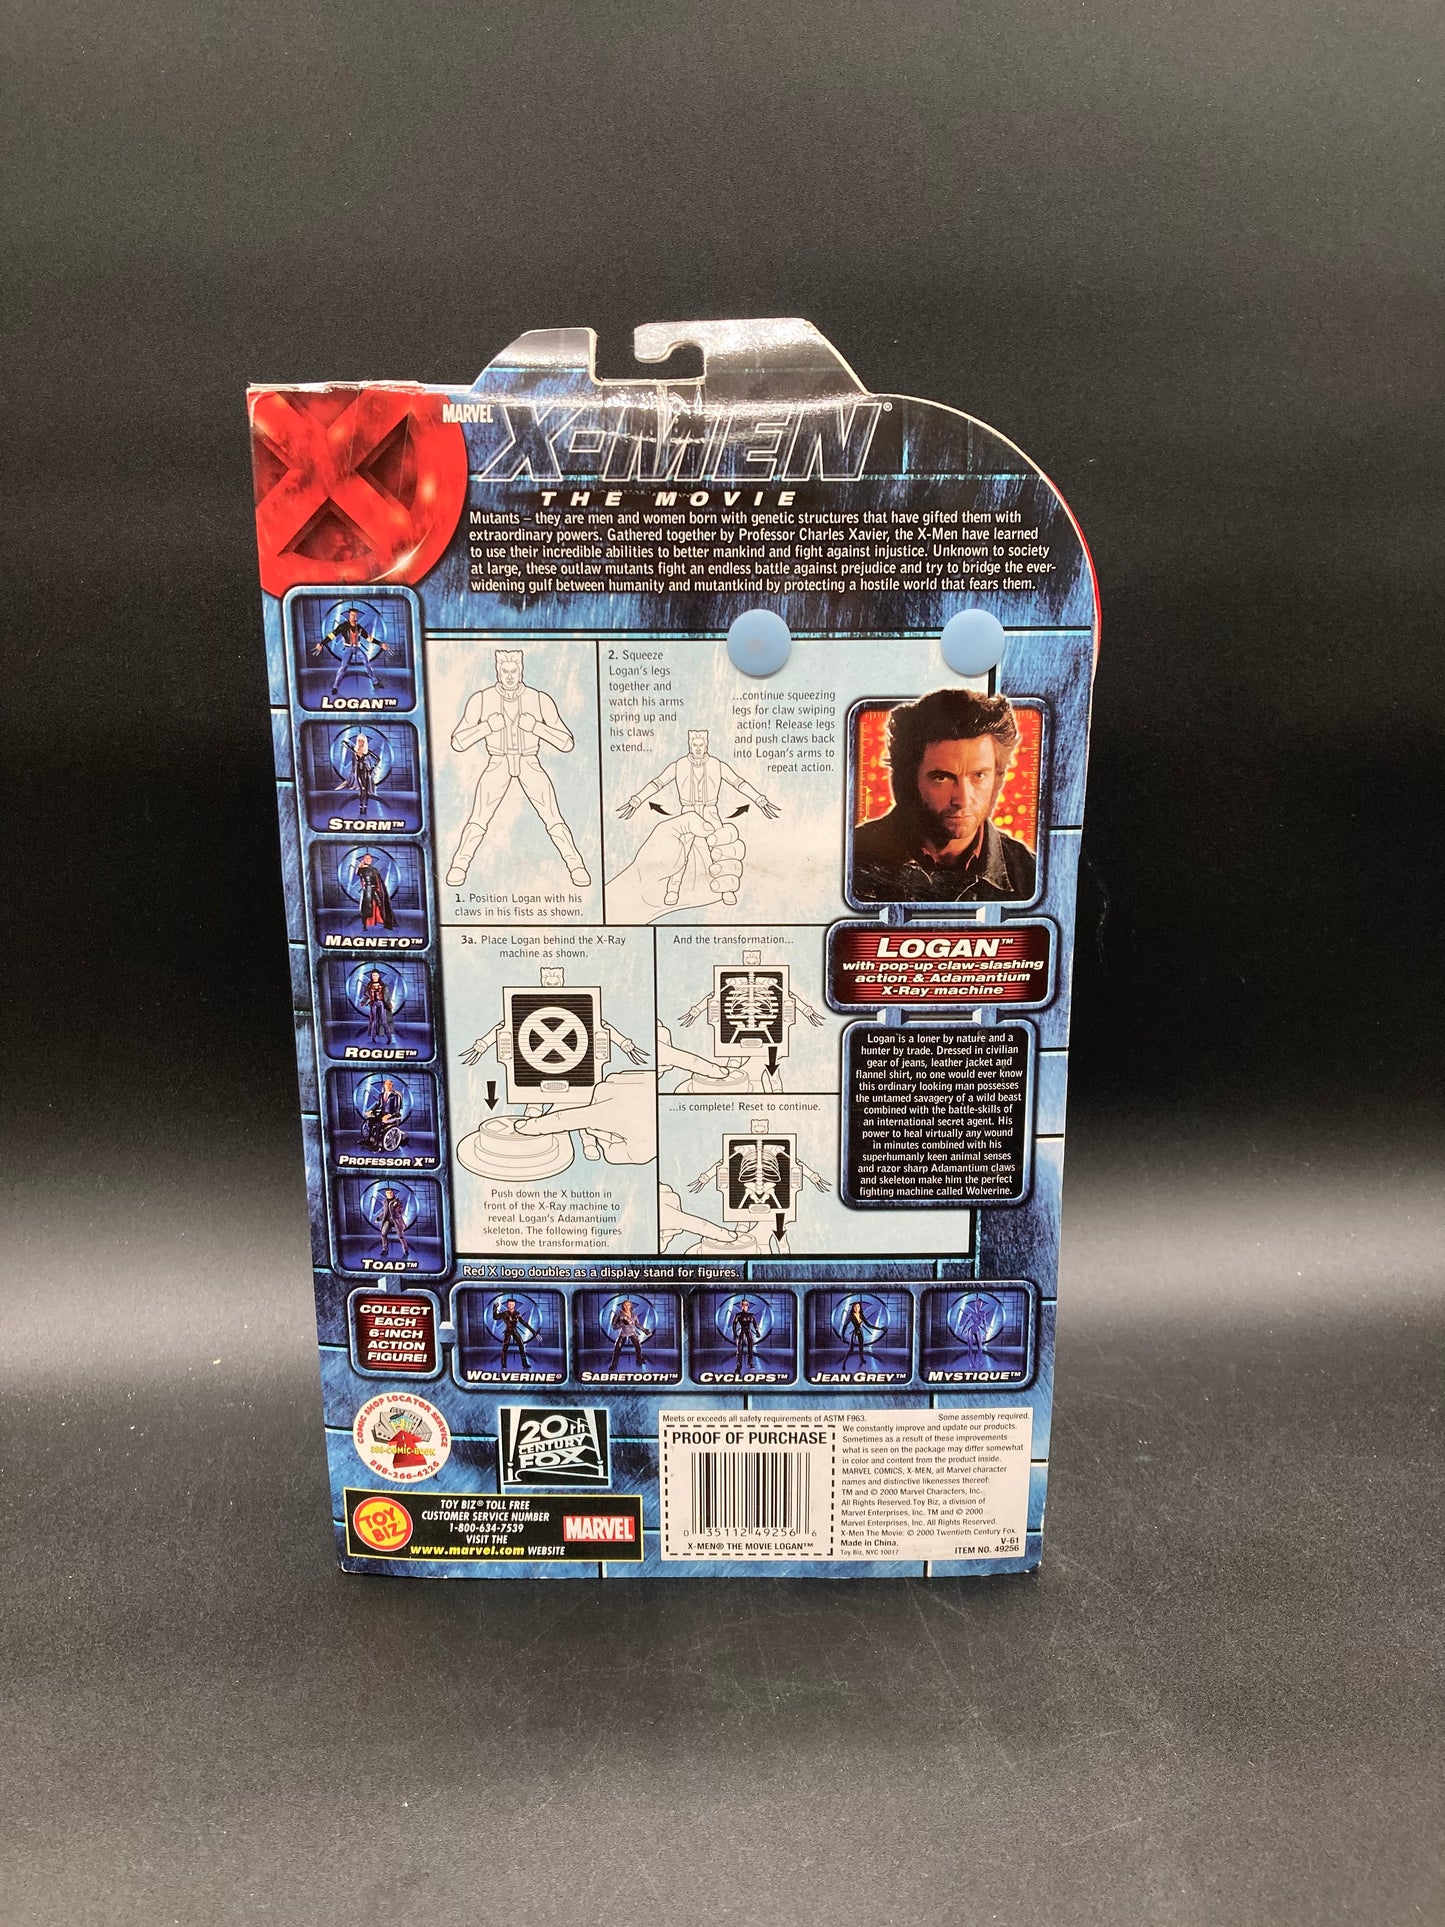 MARVEL
X-MEN®
THE MOVIE
Mutants – they are men and women born with genetic structures that have gifted them with
extraordinary powers. Gathered together by Professor Charles Xavier, the X-Men have learned
to use their incredible abilities to better mankind and fight against injustice. Unknown to society
at large, these outlaw mutants fight an endless battle against prejudice and try to bridge the ever-
widening gulf between humanity and mutantkind by protecting a hostile world that fears them.
LOGAN™
STORM™
MAGNETO™
ROGUE™
PROFESSOR X™
TOAD™
1. Position Logan with his
claws in his fists as shown.
2. Squeeze
Logan's legs
together and
watch his arms
spring up and
his claws
extend...
...continue squeezing
legs for claw swiping
action! Release legs
and push claws back
into Logan's arms to
repeat action.
3a. Place Logan behind the X-Ray
machine as shown.
Push down the X button in
front of the X-Ray machine to
reveal Logan's Adamantium
skeleton. The following figures
show the transformation.
And the transformation...
...is complete! Reset to continue.
LOGAN™
with pop-up claw-slashing
action & Adamantium
X-Ray machine
Logan is a loner by nature and a
hunter by trade. Dressed in civilian
gear of jeans, leather jacket and
flannel shirt, no one would ever know
this ordinary looking man possesses
the untamed savagery of a wild beast
combined with the battle-skills of
an international secret agent. His
power to heal virtually any wound
in minutes combined with his
superhumanly keen animal senses
and razor sharp Adamantium claws
and skeleton make him the perfect
fighting machine called Wolverine.
Red X logo doubles as a display stand for figures.
COLLECT
EACH
6-INCH
ACTION
FIGURE!
WOLVERINE®
SABRETOOTH™
CYCLOPS™
JEAN GREY™
MYSTIQUE™
COMIC SHOP LOCATOR SERVICE
888-COMIC-BOOK
888-266-4226
20th
CENTURY
FOX
TOY
BIZ
TOY BIZ® TOLL FREE
CUSTOMER SERVICE NUMBER
1-800-634-7539
VISIT THE
www.marvel.com WEBSITE
MARVEL
Meets or exceeds all safety requirements of ASTM F963.
PROOF OF PURCHASE
0 35112 49256 6
X-MEN® THE MOVIE LOGAN™
Some assembly required.
We constantly improve and update our products.
Sometimes as a result of these improvements
what is seen on the package may differ somewhat
in color and content from the product inside.
MARVEL COMICS, X-MEN, all Marvel character
names and distinctive likenesses thereof:
TM and © 2000 Marvel Characters, Inc.
All Rights Reserved. Toy Biz, a division of
Marvel Enterprises, Inc. TM and © 2000
Marvel Enterprises, Inc. All Rights Reserved.
X-Men The Movie: © 2000 Twentieth Century Fox.
Made in China. V-61
Toy Biz, NYC 10017 ITEM NO. 49256